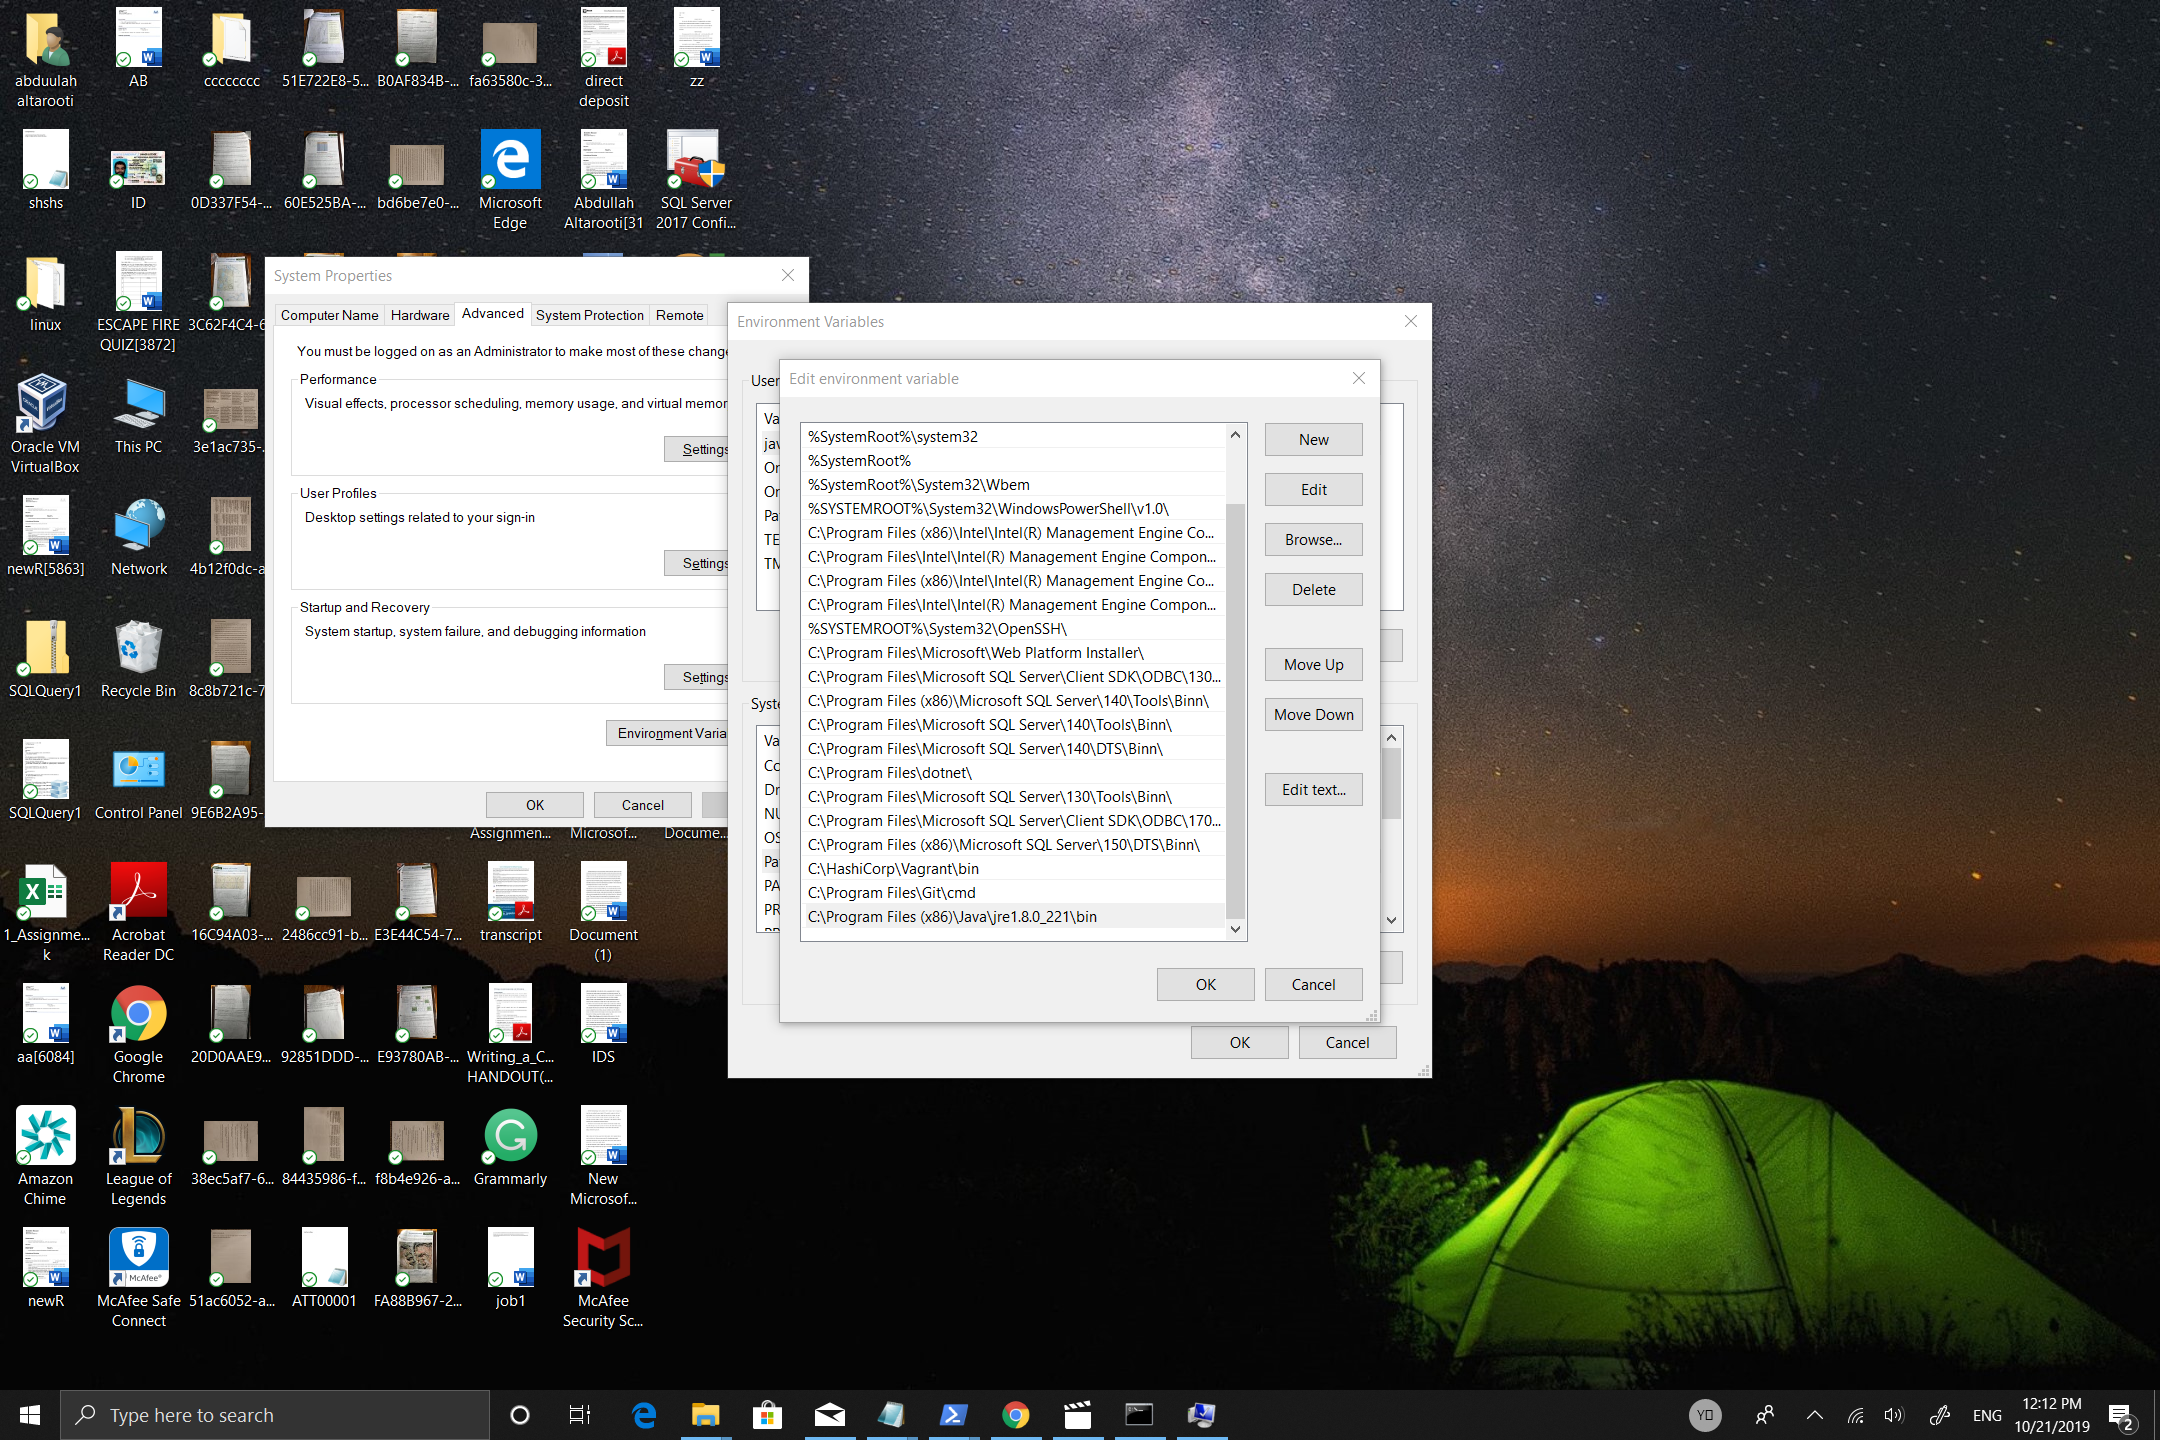 abduulah
altarooti
AB
cccccccc
51E722E8-5...
B0AF834B-...
fa63580c-3...
direct
deposit
zz
shshs
ID
0D337F54-...
60E525BA-...
bd6be7e0-...
Microsoft
Edge
Abdullah
Altarooti[31
SQL Server
2017 Confi...
linux
ESCAPE FIRE
QUIZ[3872]
3C62F4C4-6
Oracle VM
VirtualBox
This PC
3e1ac735-
newR[5863]
Network
4b12f0dc-a
SQLQuery1
Recycle Bin
8c8b721c-7
SQLQuery1
Control Panel
9E6B2A95-
Assignmen...
Microsof...
Docume...
1_Assignme...
k
Acrobat
Reader DC
16C94A03-...
2486cc91-b...
E3E44C54-7...
transcript
Document
(1)
aa[6084]
Google
Chrome
20D0AAE9...
92851DDD-...
E93780AB-...
Writing_a_C...
HANDOUT(...
IDS
Amazon
Chime
League of
Legends
38ec5af7-6...
84435986-f...
f8b4e926-a...
Grammarly
New
Microsof...
newR
McAfee Safe
Connect
51ac6052-a...
ATT00001
FA88B967-2...
job1
McAfee
Security Sc...
McAfee®
System Properties
Computer Name
Hardware
Advanced
System Protection
Remote
You must be logged on as an Administrator to make most of these change
Performance
Visual effects, processor scheduling, memory usage, and virtual memor
Settings
User Profiles
Desktop settings related to your sign-in
Settings
Startup and Recovery
System startup, system failure, and debugging information
Settings
Environment Varia
OK
Cancel
Environment Variables
User
Va
jav
On
On
Pa
TE
TM
Syste
Va
Co
Dr
NU
OS
Pa
PA
PR
OK
Cancel
Edit environment variable
%SystemRoot%\system32
%SystemRoot%
%SystemRoot%\System32\Wbem
%SYSTEMROOT%\System32\WindowsPowerShell\v1.0\
C:\Program Files (x86)\Intel\Intel(R) Management Engine Co...
C:\Program Files\Intel\Intel(R) Management Engine Compon...
C:\Program Files (x86)\Intel\Intel(R) Management Engine Co...
C:\Program Files\Intel\Intel(R) Management Engine Compon...
%SYSTEMROOT%\System32\OpenSSH\
C:\Program Files\Microsoft\Web Platform Installer\
C:\Program Files\Microsoft SQL Server\Client SDK\ODBC\130...
C:\Program Files (x86)\Microsoft SQL Server\140\Tools\Binn\
C:\Program Files\Microsoft SQL Server\140\Tools\Binn\
C:\Program Files\Microsoft SQL Server\140\DTS\Binn\
C:\Program Files\dotnet\
C:\Program Files\Microsoft SQL Server\130\Tools\Binn\
C:\Program Files\Microsoft SQL Server\Client SDK\ODBC\170...
C:\Program Files (x86)\Microsoft SQL Server\150\DTS\Binn\
C:\HashiCorp\Vagrant\bin
C:\Program Files\Git\cmd
C:\Program Files (x86)\Java\jre1.8.0_221\bin
New
Edit
Browse...
Delete
Move Up
Move Down
Edit text...
OK
Cancel
Type here to search
ENG
12:12 PM
10/21/2019
2